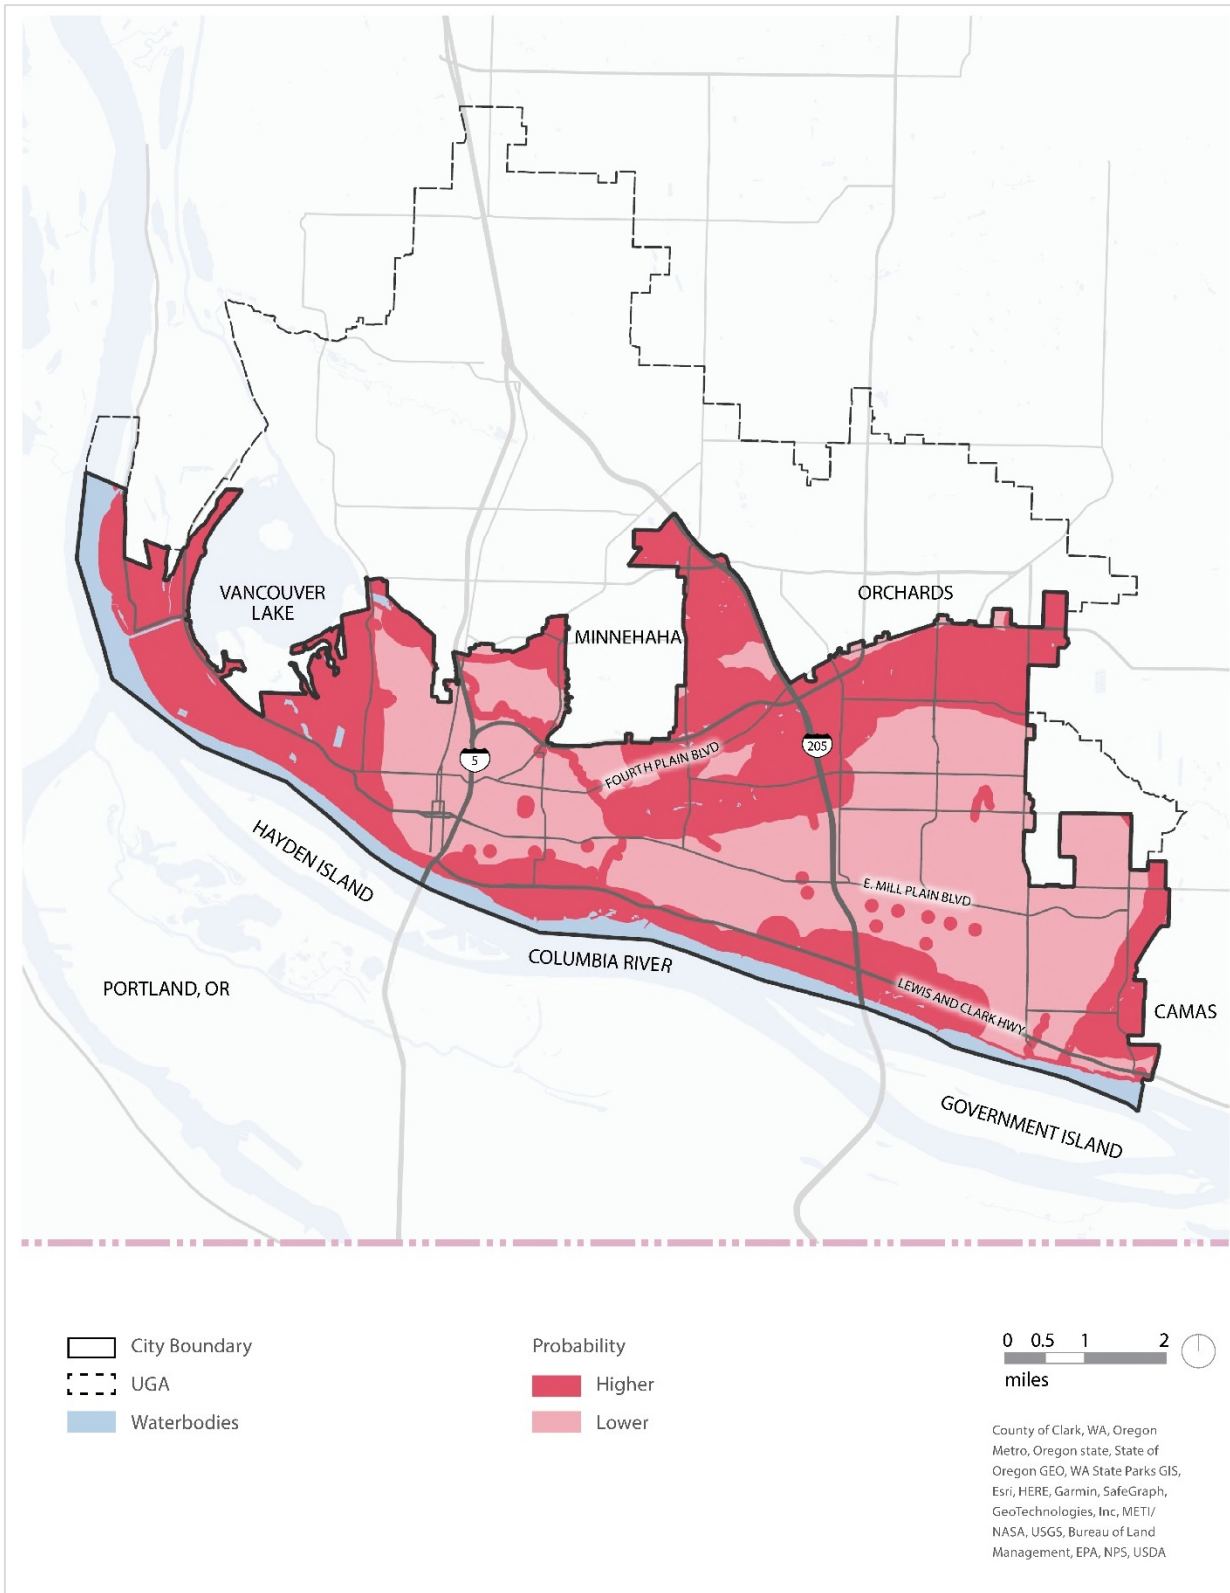 VANCOUVER
LAKE
MINNEHAHA
ORCHARDS
5
205
FOURTH PLAIN BLVD
HAYDEN ISLAND
E. MILL PLAIN BLVD
COLUMBIA RIVER
PORTLAND, OR
LEWIS AND CLARK HWY
CAMAS
GOVERNMENT ISLAND
City Boundary
UGA
Waterbodies
Probability
Higher
Lower
0 0.5 1 2
miles
County of Clark, WA, Oregon
Metro, Oregon state, State of
Oregon GEO, WA State Parks GIS,
Esri, HERE, Garmin, SafeGraph,
GeoTechnologies, Inc, METI/
NASA, USGS, Bureau of Land
Management, EPA, NPS, USDA